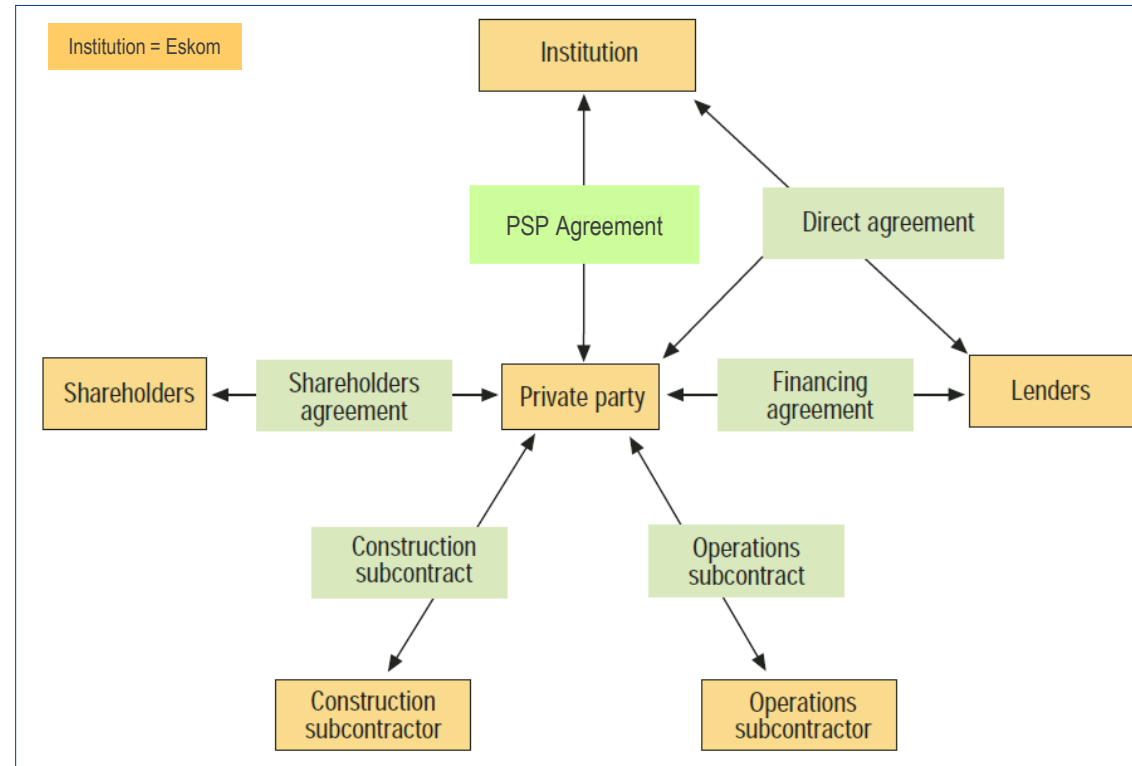 Institution = Eskom
Institution
PSP Agreement
Direct agreement
Shareholders
Shareholders
agreement
Private party
Financing
agreement
Lenders
Construction
subcontract
Operations
subcontract
Construction
subcontractor
Operations
subcontractor